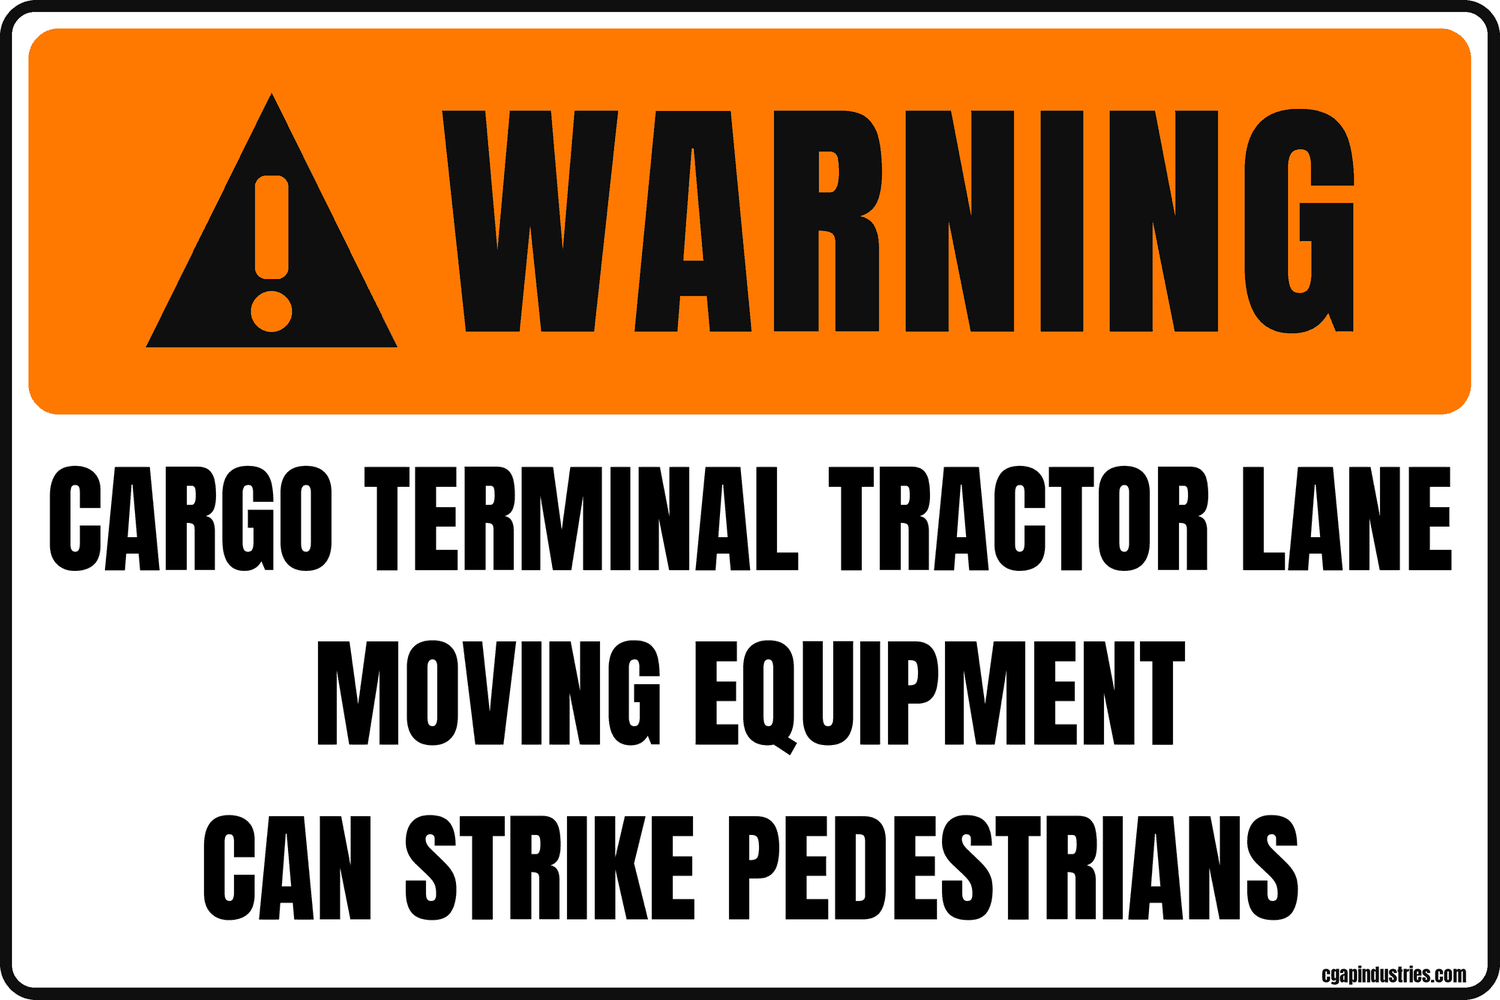 WARNING
CARGO TERMINAL TRACTOR LANE
MOVING EQUIPMENT
CAN STRIKE PEDESTRIANS
cgapindustries.com